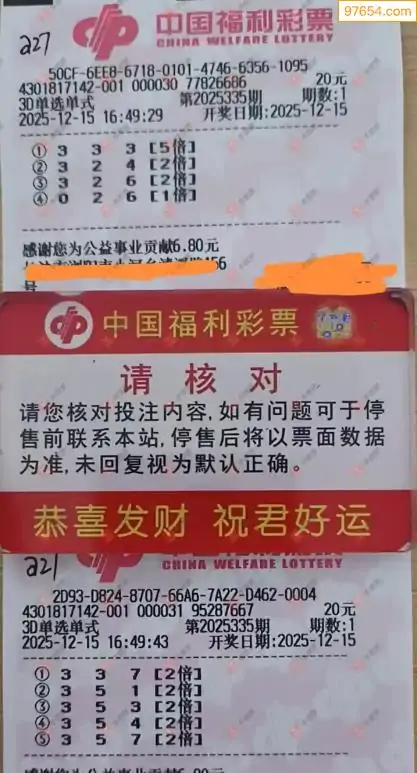 97654.com
227
中国福利彩票
CHINA WELFARE LOTTERY
50CF-6EE8-6718-0101-4746-6356-1095
4301817142-001 000030 77826686 20元
3D单选单式 第2025335期 期数:1
2025-12-15 16:49:29 开奖日期:2025-12-15
① 3 3 3 [5倍]
② 3 2 4 [2倍]
③ 3 2 6 [2倍]
④ 0 2 6 [1倍]
感谢您为公益事业贡献6.80元
号
中国福利彩票
请核对
请您核对投注内容,如有问题可于停
售前联系本站,停售后将以票面数据
为准,未回复视为默认正确。
恭喜发财 祝君好运
CHINA WELFARE LOTTERY
2D93-D824-8707-66A6-7A22-D462-0004
4301817142-001 000031 95287667 20元
3D单选单式 第2025335期 期数:1
2025-12-15 16:49:43 开奖日期:2025-12-15
① 3 3 7 [2倍]
② 3 5 1 [2倍]
③ 3 5 3 [2倍]
④ 3 5 4 [2倍]
⑤ 3 5 7 [2倍]